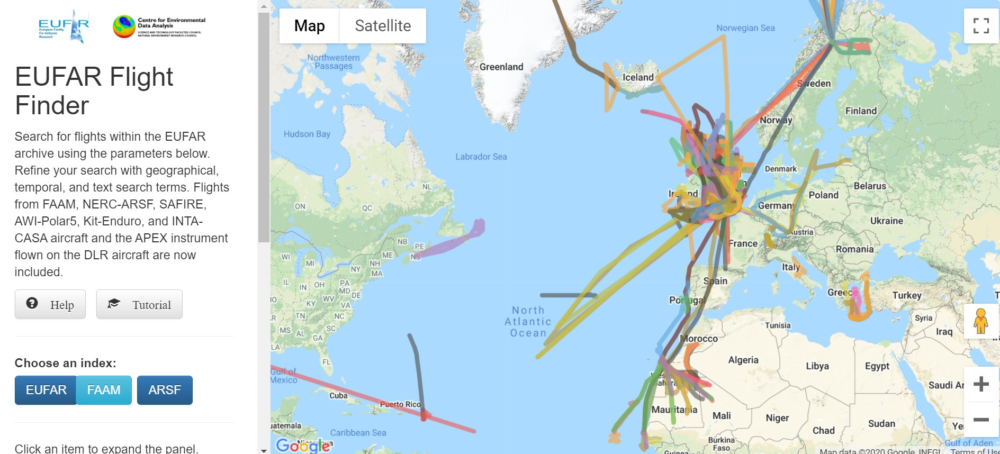 EUFAR
European Facility
For Airborne
Research
Centre for Environmental
Data Analysis
SCIENCE AND TECHNOLOGY FACILITIES COUNCIL
NATURAL ENVIRONMENT RESEARCH COUNCIL
EUFAR Flight
Finder
Search for flights within the EUFAR
archive using the parameters below.
Refine your search with geographical,
temporal, and text search terms. Flights
from FAAM, NERC-ARSF, SAFIRE,
AWI-Polar5, Kit-Enduro, and INTA-
CASA aircraft and the APEX instrument
flown on the DLR aircraft are now
included.
Help Tutorial
Choose an index:
EUFAR FAAM ARSF
Click an item to expand the panel.
Map Satellite
Norwegian Sea
Northwestern
Passages
Greenland
Iceland
Sweden
Finland
Norway
Hudson Bay
Labrador Sea
Denmark
Belarus
Ireland
Poland
Germany
Ukraine
NL
ON
QC
Austria
France
Romania
NB
PE
NS
ME
WI
MI
NH
MA
NY
Italy
Spain
IL
IN
OH
PA
MD
DE
WV
KY
VA
Greece
Turkey
Portugal
North
Atlantic
Ocean
TN
NC
Syria
Tunisia
Iraq
MS
AL
GA
SC
LA
Morocco
FL
Algeria
Libya
Egypt
Gulf of
Mexico
Western
Sahara
Saudi Ar
Cuba
Puerto Rico
Mauritania
Mali
Niger
Sudan
Chad
Ye
uatemala
Caribbean Sea
Nicaragua
Burkina
Faso
Guinea
Gulf of Aden
Google
Map data ©2020 Google, INEGI Terms of Use